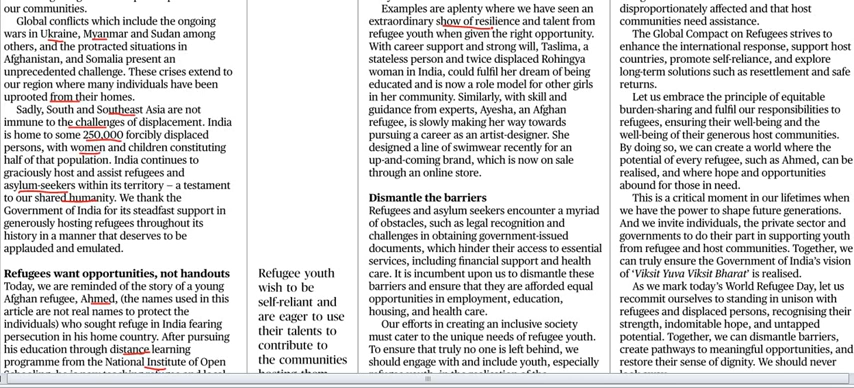 our communities.
Global conflicts which include the ongoing
wars in Ukraine, Myanmar and Sudan among
others, and the protracted situations in
Afghanistan, and Somalia present an
unprecedented challenge. These crises extend to
our region where many individuals have been
uprooted from their homes.
Sadly, South and Southeast Asia are not
immune to the challenges of displacement. India
is home to some 250,000 forcibly displaced
persons, with women and children constituting
half of that population. India continues to
graciously host and assist refugees and
asylum-seekers within its territory – a testament
to our shared humanity. We thank the
Government of India for its steadfast support in
generously hosting refugees throughout its
history in a manner that deserves to be
applauded and emulated.
Refugees want opportunities, not handouts
Today, we are reminded of the story of a young
Afghan refugee, Ahmed, (the names used in this
article are not real names to protect the
individuals) who sought refuge in India fearing
persecution in his home country. After pursuing
his education through distance learning
programme from the National Institute of Open
Refugee youth
wish to be
self-reliant and
are eager to use
their talents to
contribute to
the communities
hosting them
Examples are aplenty where we have seen an
extraordinary show of resilience and talent from
refugee youth when given the right opportunity.
With career support and strong will, Taslima, a
stateless person and twice displaced Rohingya
woman in India, could fulfil her dream of being
educated and is now a role model for other girls
in her community. Similarly, with skill and
guidance from experts, Ayesha, an Afghan
refugee, is slowly making her way towards
pursuing a career as an artist-designer. She
designed a line of swimwear recently for an
up-and-coming brand, which is now on sale
through an online store.
Dismantle the barriers
Refugees and asylum seekers encounter a myriad
of obstacles, such as legal recognition and
challenges in obtaining government-issued
documents, which hinder their access to essential
services, including financial support and health
care. It is incumbent upon us to dismantle these
barriers and ensure that they are afforded equal
opportunities in employment, education,
housing, and health care.
Our efforts in creating an inclusive society
must cater to the unique needs of refugee youth.
To ensure that truly no one is left behind, we
should engage with and include youth, especially
disproportionately affected and that host
communities need assistance.
The Global Compact on Refugees strives to
enhance the international response, support host
countries, promote self-reliance, and explore
long-term solutions such as resettlement and safe
returns.
Let us embrace the principle of equitable
burden-sharing and fulfil our responsibilities to
refugees, ensuring their well-being and the
well-being of their generous host communities.
By doing so, we can create a world where the
potential of every refugee, such as Ahmed, can be
realised, and where hope and opportunities
abound for those in need.
This is a critical moment in our lifetimes when
we have the power to shape future generations.
And we invite individuals, the private sector and
governments to do their part in supporting youth
from refugee and host communities. Together, we
can truly ensure the Government of India's vision
of 'Viksit Yuva Viksit Bharat' is realised.
As we mark today's World Refugee Day, let us
recommit ourselves to standing in unison with
refugees and displaced persons, recognising their
strength, indomitable hope, and untapped
potential. Together, we can dismantle barriers,
create pathways to meaningful opportunities, and
restore their sense of dignity. We should never